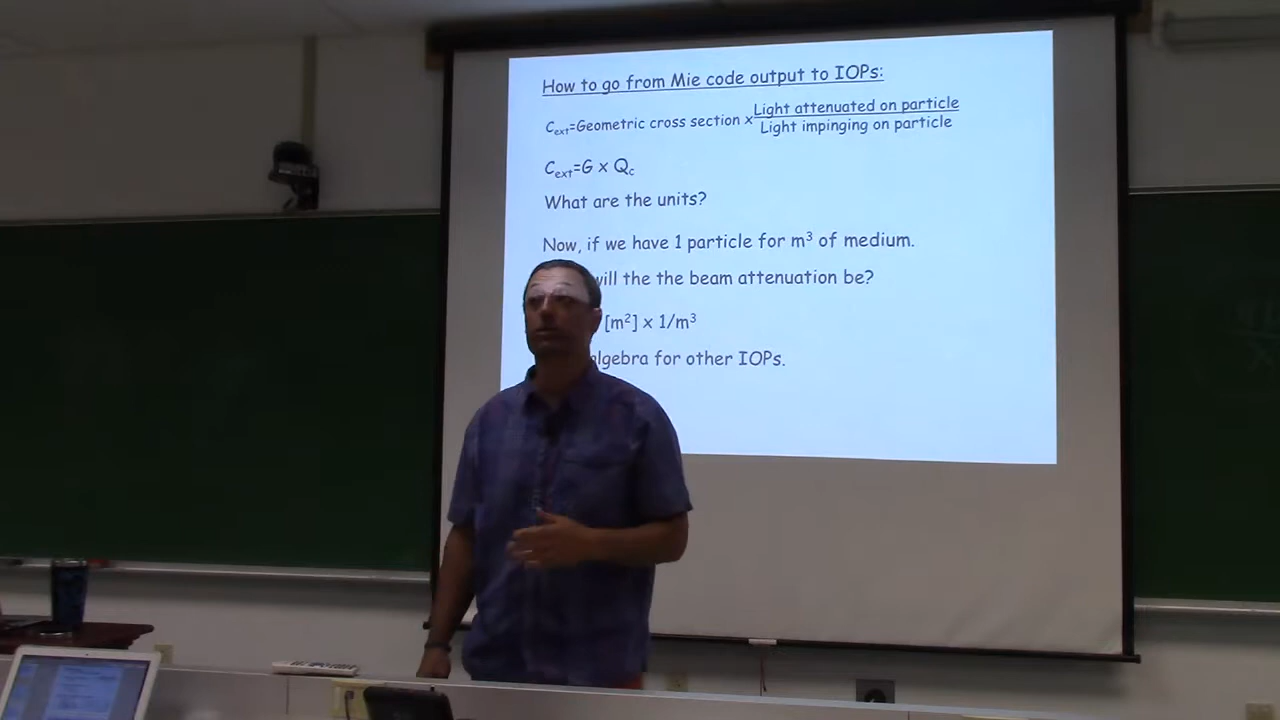 How to go from Mie code output to IOPs:
Cext=Geometric cross section x Light attenuated on particle
Light impinging on particle
Cext=G x Qc
What are the units?
Now, if we have 1 particle for m³ of medium.
will the the beam attenuation be?
[m²] x 1/m³
algebra for other IOPs.